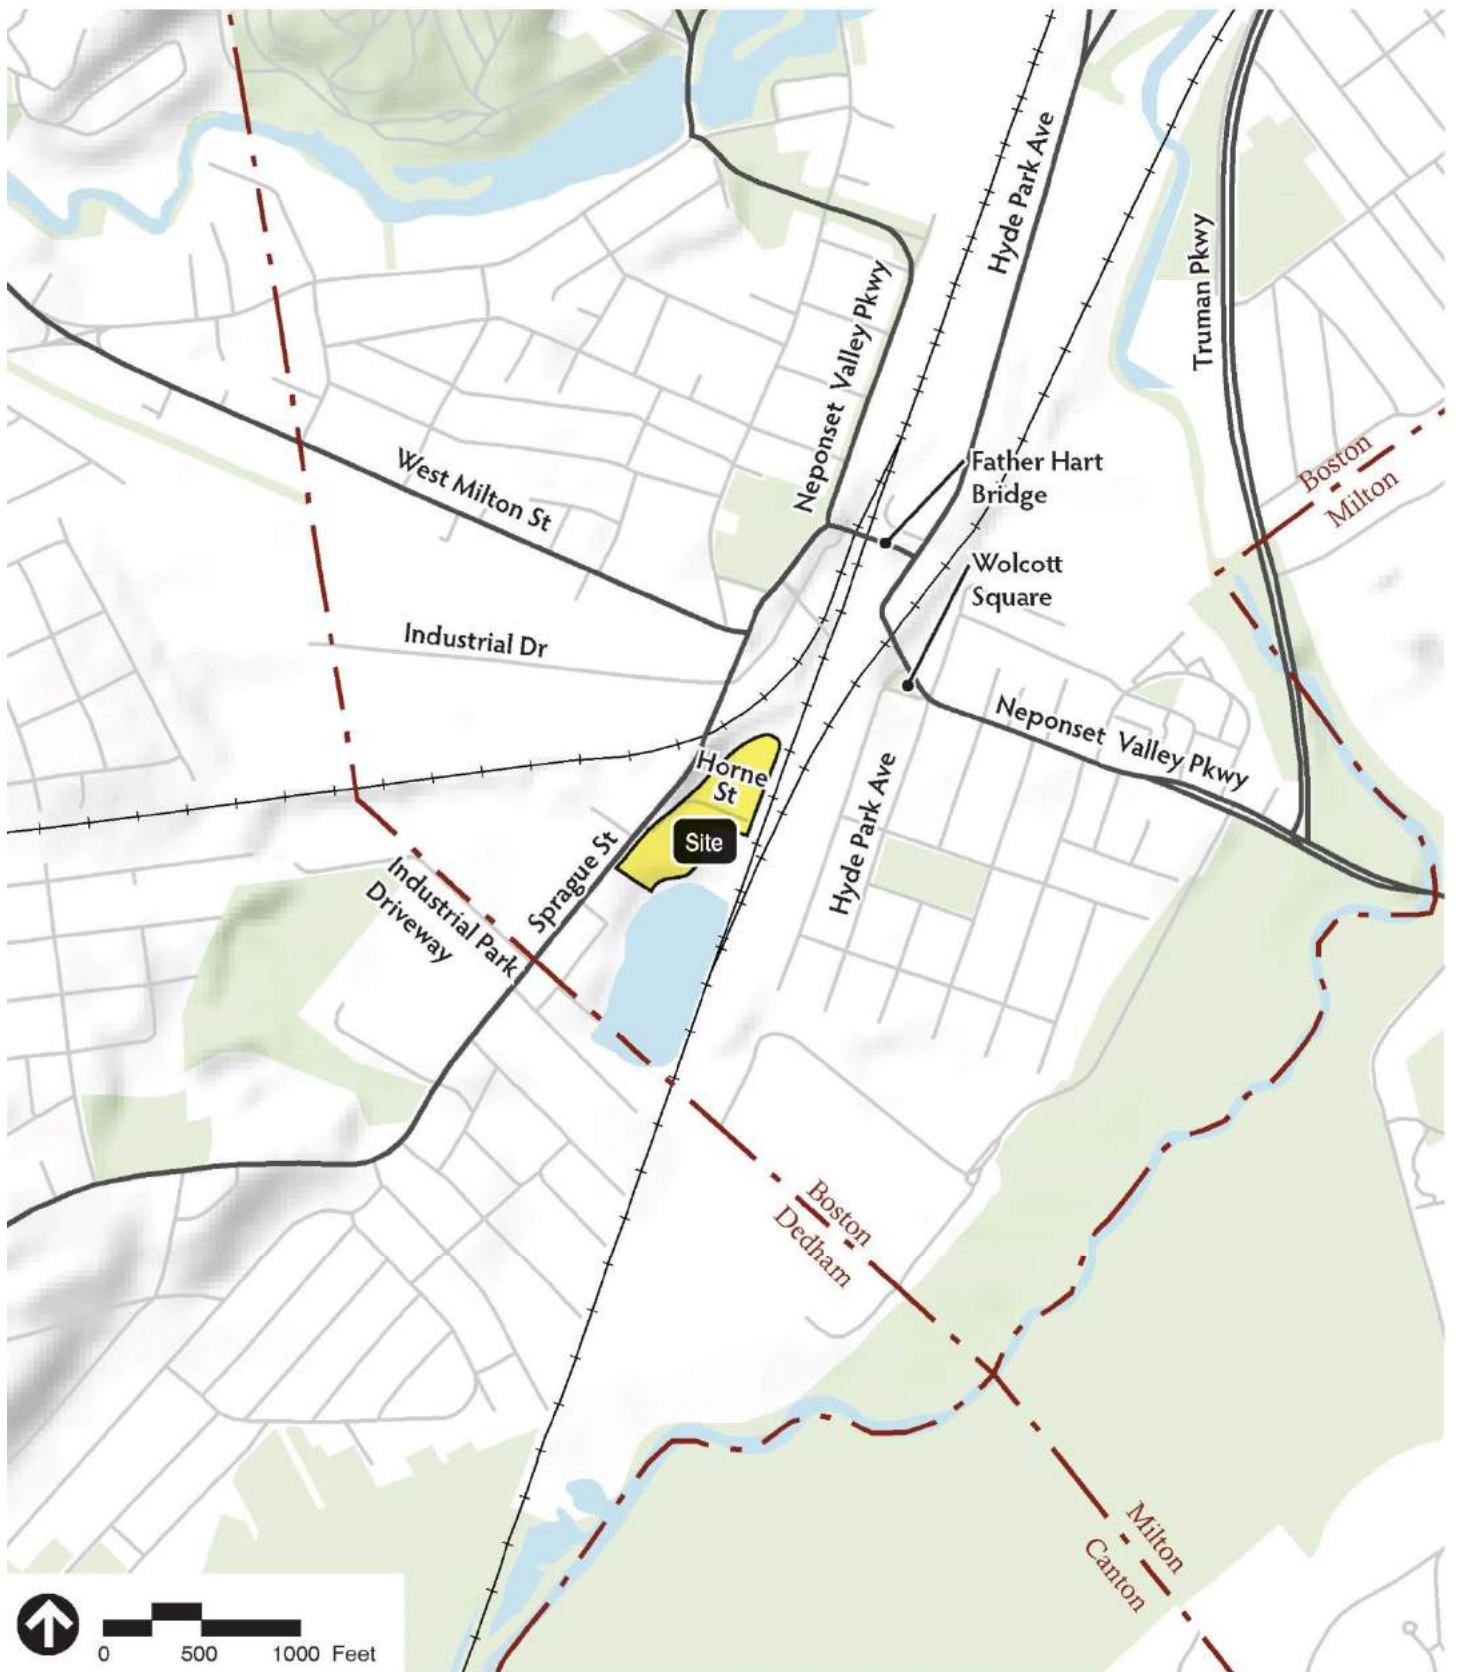 Hyde Park Ave
Truman Pkwy
Neponset Valley Pkwy
Boston
Milton
Father Hart
Bridge
West Milton St
Wolcott
Square
Industrial Dr
Neponset Valley Pkwy
Horne
St
Site
Hyde Park Ave
Sprague St
Industrial Park
Driveway
Boston
Dedham
Milton
Canton
0 500 1000 Feet